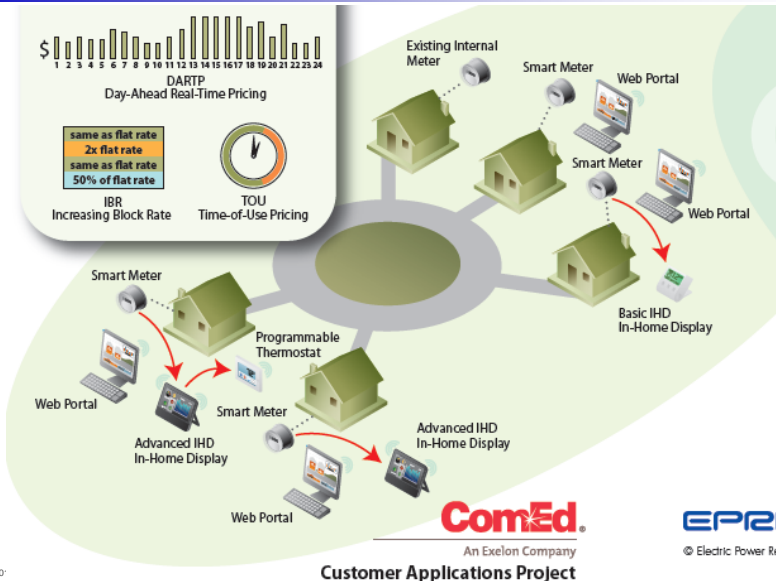 $
1 2 3 4 5 6 7 8 9 10 11 12 13 14 15 16 17 18 19 20 21 22 23 24
DARTP
Day-Ahead Real-Time Pricing
same as flat rate
2x flat rate
same as flat rate
50% of flat rate
IBR
Increasing Block Rate
TOU
Time-of-Use Pricing
Existing Internal
Meter
Smart Meter
Web Portal
Smart Meter
Web Portal
Basic IHD
In-Home Display
Smart Meter
Programmable
Thermostat
Web Portal
Advanced IHD
In-Home Display
Smart Meter
Advanced IHD
In-Home Display
Web Portal
ComEd.
An Exelon Company
Customer Applications Project
EPRI
© Electric Power Re